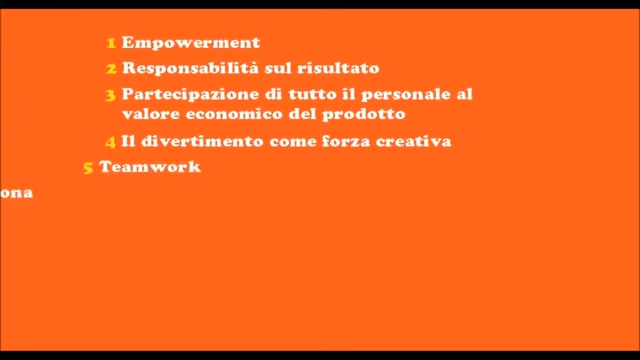 1 Empowerment
2 Responsabilità sul risultato
3 Partecipazione di tutto il personale al
valore economico del prodotto
4 Il divertimento come forza creativa
5 Teamwork
ona